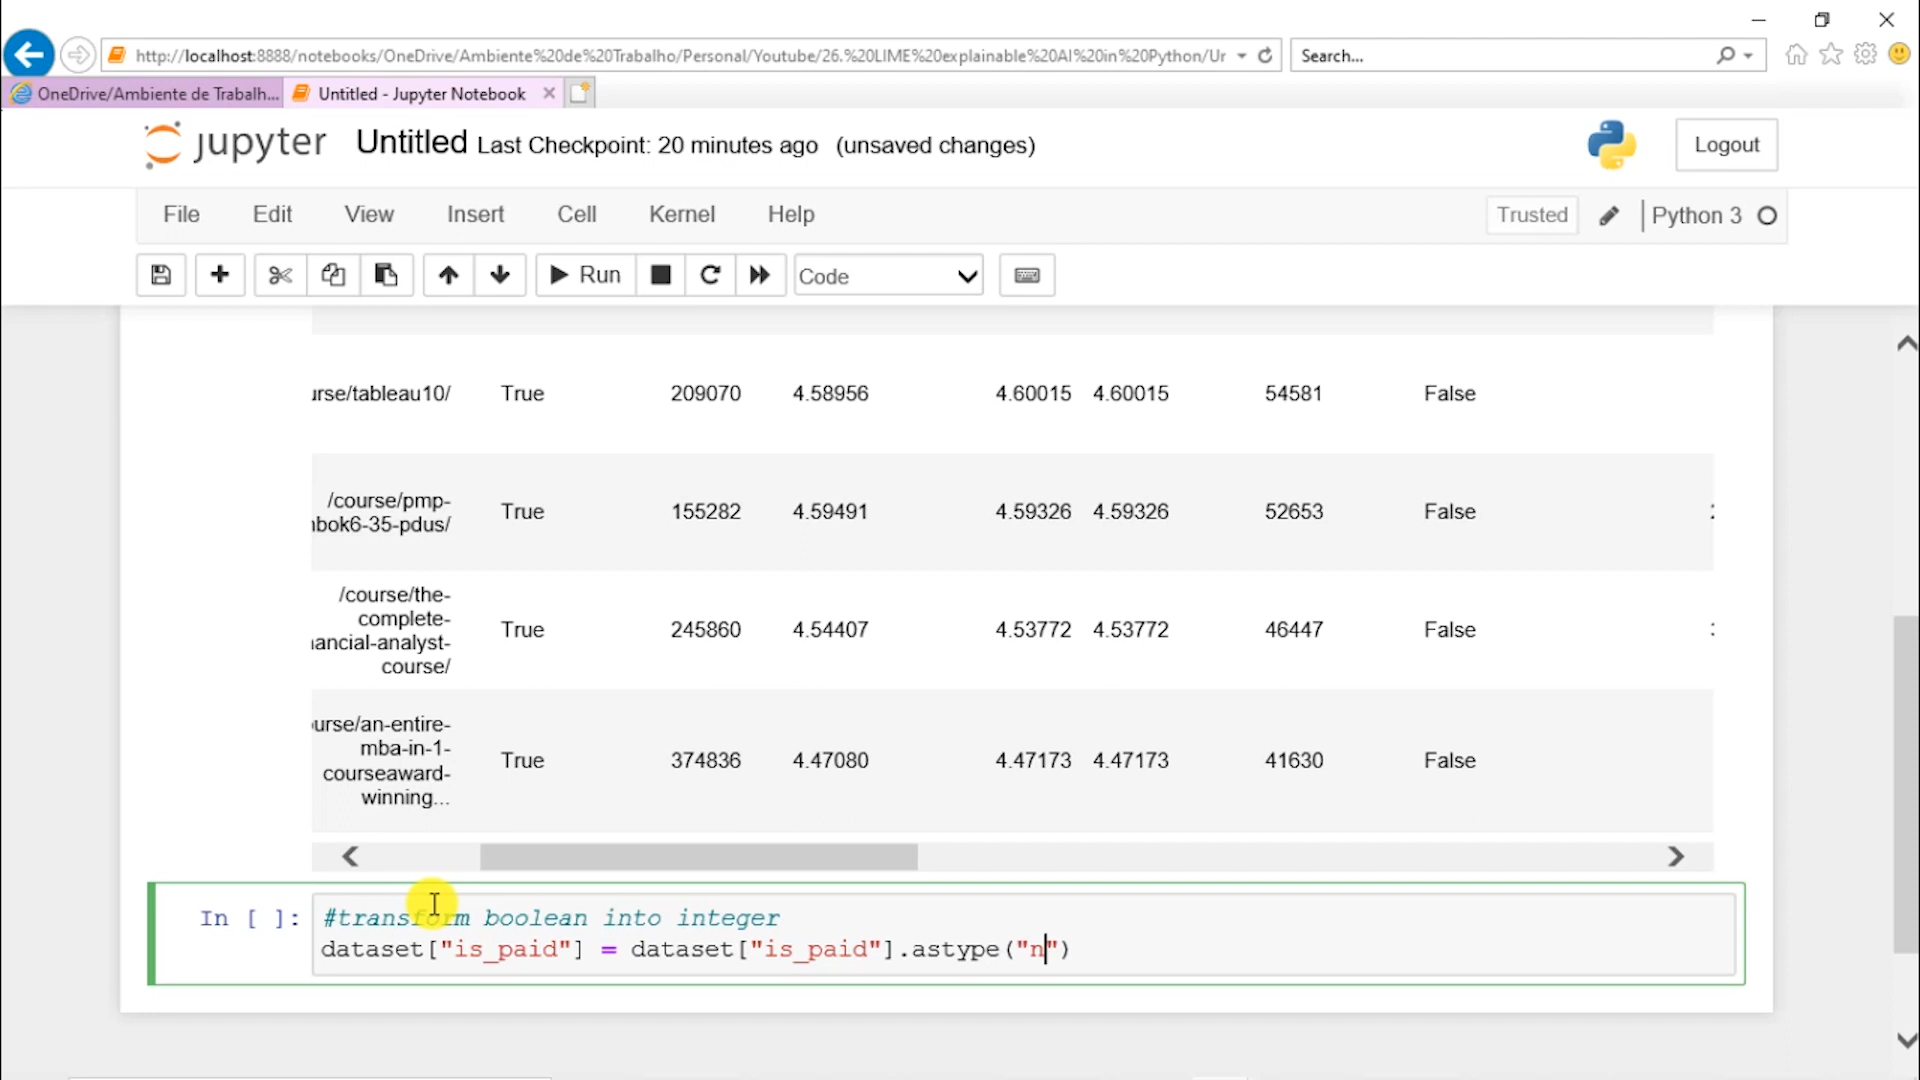 http://localhost:8888/notebooks/OneDrive/Ambiente%20de%20Trabalho/Personal/Youtube/26.%20LIME%20explainable%20AI%20in%20Python/Ur
Search...
OneDrive/Ambiente de Trabalh...
Untitled - Jupyter Notebook
jupyter Untitled Last Checkpoint: 20 minutes ago (unsaved changes)
Logout
File Edit View Insert Cell Kernel Help
Trusted
Python 3
Run
Code
urse/tableau10/ True 209070 4.58956 4.60015 4.60015 54581 False
/course/pmp-
nbok6-35-pdus/ True 155282 4.59491 4.59326 4.59326 52653 False
/course/the-
complete-
nancial-analyst-
course/ True 245860 4.54407 4.53772 4.53772 46447 False
ourse/an-entire-
mba-in-1-
courseaward-
winning... True 374836 4.47080 4.47173 4.47173 41630 False
In [ ]: #transform boolean into integer
dataset["is_paid"] = dataset["is_paid"].astype("n")